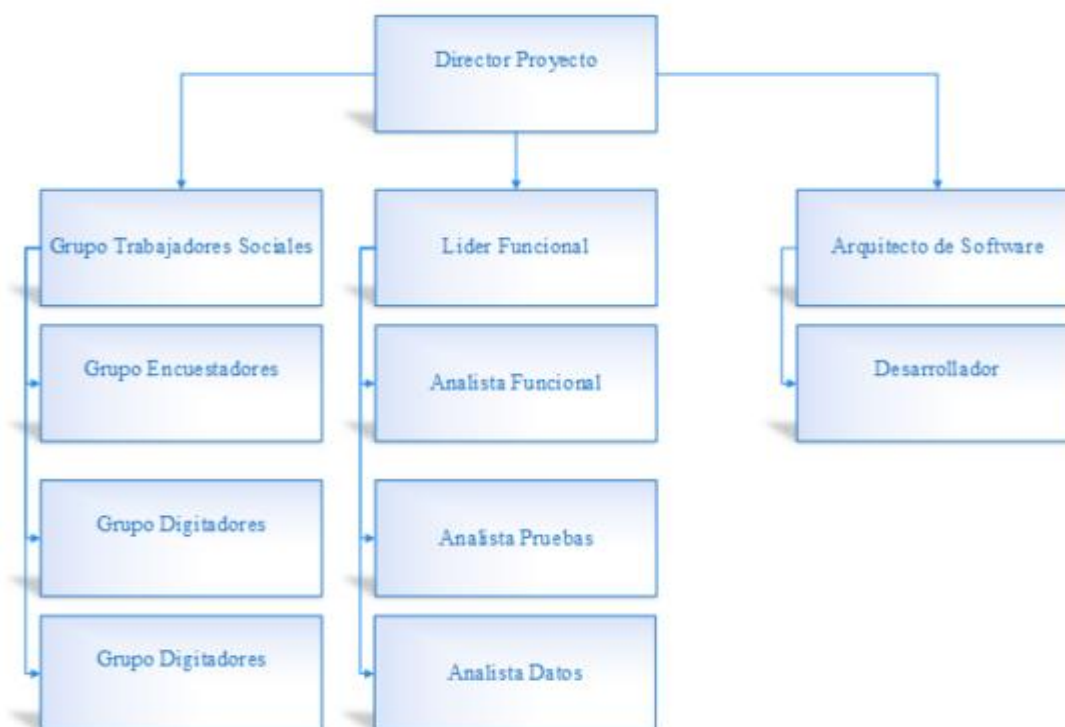 Director Proyecto
Grupo Trabajadores Sociales
Lider Funcional
Arquitecto de Software
Grupo Encuestadores
Analista Funcional
Desarrollador
Grupo Digitadores
Analista Pruebas
Grupo Digitadores
Analista Datos